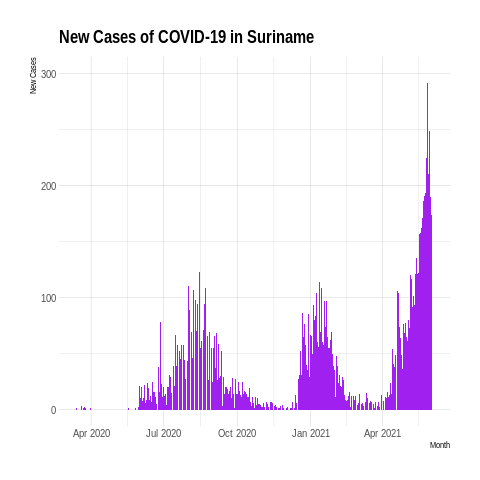 New Cases of COVID-19 in Suriname
New Cases
300
200
100
0
Apr 2020 Jul 2020 Oct 2020 Jan 2021 Apr 2021
Month